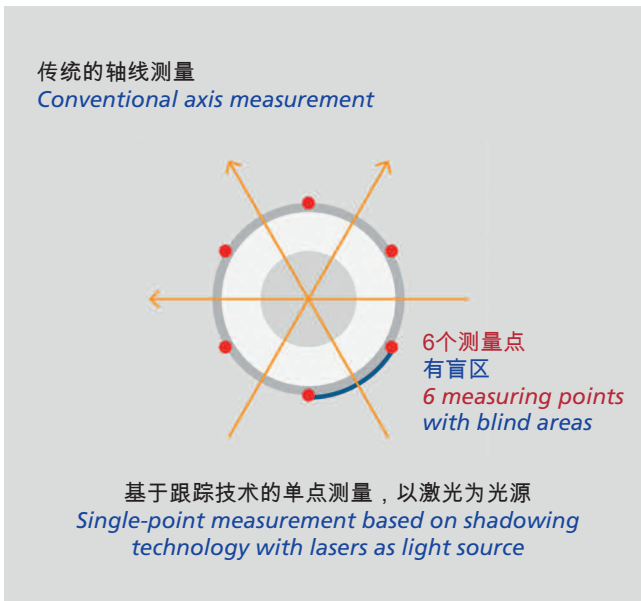 传统的轴线测量
Conventional axis measurement
6个测量点
有盲区
6 measuring points
with blind areas
基于跟踪技术的单点测量，以激光为光源
Single-point measurement based on shadowing
technology with lasers as light source